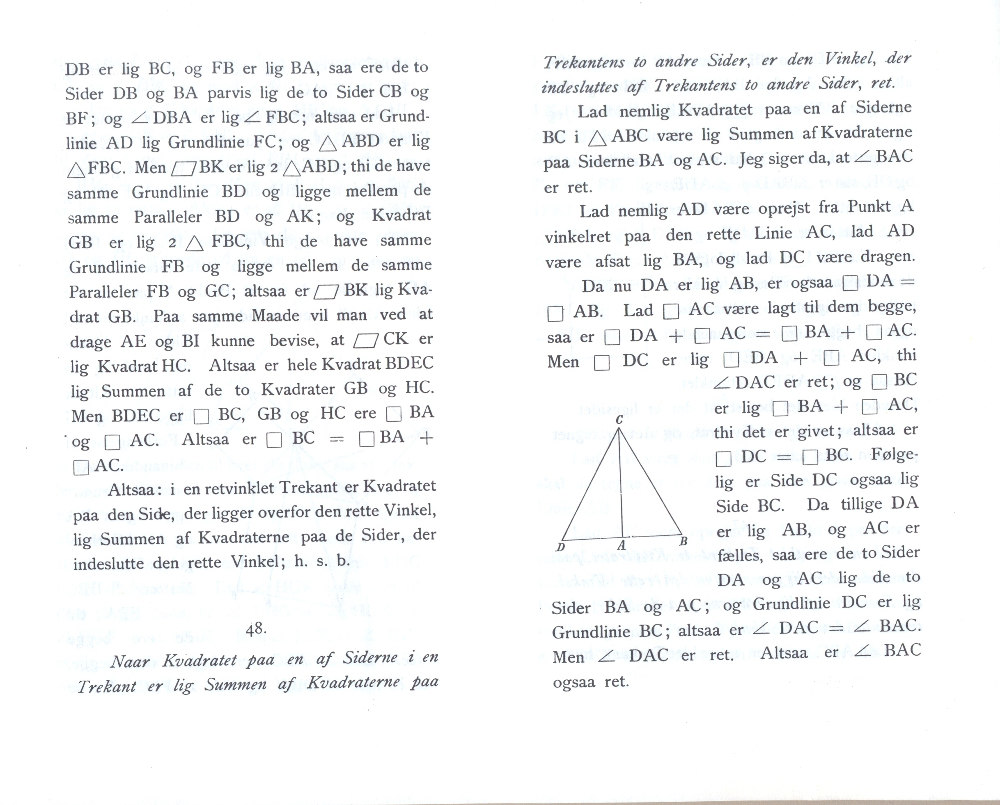 DB er lig BC, og FB er lig BA, saa ere de to
Sider DB og BA parvis lig de to Sider CB og
BF; og ∠DBA er lig ∠ FBC; altsaa er Grund-
linie AD lig Grundlinie FC; og △ ABD er lig
△FBC. Men ▱BK er lig 2 △ABD; thi de have
samme Grundlinie BD og ligge mellem de
samme Paralleler BD og AK; og Kvadrat
GB er lig 2 △ FBC, thi de have samme
Grundlinie FB og ligge mellem de samme
Paralleler FB og GC; altsaa er ▱ BK lig Kva-
drat GB. Paa samme Maade vil man ved at
drage AE og BI kunne bevise, at ▱ CK er
lig Kvadrat HC. Altsaa er hele Kvadrat BDEC
lig Summen af de to Kvadrater GB og HC.
Men BDEC er □ BC, GB og HC ere □ BA
og □ AC. Altsaa er □ BC = □ BA +
□ AC.
Altsaa: i en retvinklet Trekant er Kvadratet
paa den Side, der ligger overfor den rette Vinkel,
lig Summen af Kvadraterne paa de Sider, der
indeslutte den rette Vinkel; h. s. b.
48.
Naar Kvadratet paa en af Siderne i en
Trekant er lig Summen af Kvadraterne paa
Trekantens to andre Sider, er den Vinkel, der
indesluttes af Trekantens to andre Sider, ret.
Lad nemlig Kvadratet paa en af Siderne
BC i △ ABC være lig Summen af Kvadraterne
paa Siderne BA og AC. Jeg siger da, at ∠ BAC
er ret.
Lad nemlig AD være oprejst fra Punkt A
vinkelret paa den rette Linie AC, lad AD
være afsat lig BA, og lad DC være dragen.
Da nu DA er lig AB, er ogsaa □ DA =
□ AB. Lad □ AC være lagt til dem begge;
saa er □ DA + □ AC = □ BA + □ AC.
Men □ DC er lig □ DA + □ AC, thi
∠ DAC er ret; og □ BC
er lig □ BA + □ AC,
thi det er givet; altsaa er
□ DC = □ BC. Følge-
lig er Side DC ogsaa lig
Side BC. Da tillige DA
er lig AB, og AC er
fælles, saa ere de to Sider
DA og AC lig de to
Sider BA og AC; og Grundlinie DC er lig
Grundlinie BC; altsaa er ∠ DAC = ∠ BAC.
Men ∠ DAC er ret. Altsaa er ∠ BAC
ogsaa ret.
C
D A B